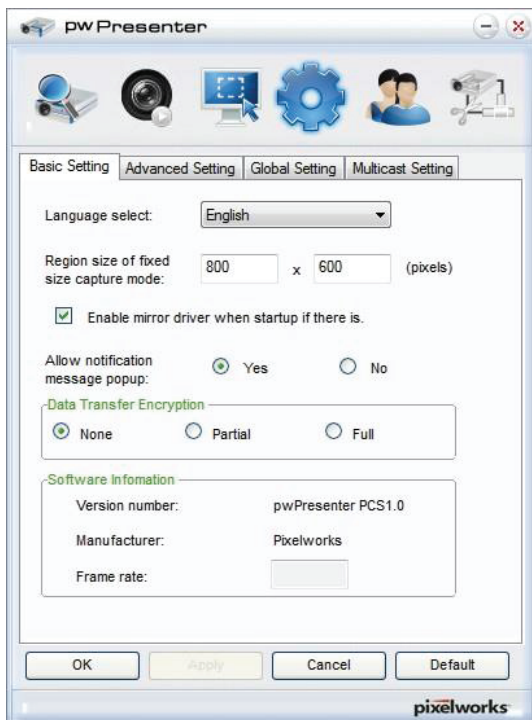 pwPresenter
Basic Setting Advanced Setting Global Setting Multicast Setting
Language select: English
Region size of fixed
size capture mode: 800 x 600 (pixels)
Enable mirror driver when startup if there is.
Allow notification
message popup: Yes No
Data Transfer Encryption
None Partial Full
Software Infomation
Version number: pwPresenter PCS1.0
Manufacturer: Pixelworks
Frame rate:
OK Apply Cancel Default
pixelworks